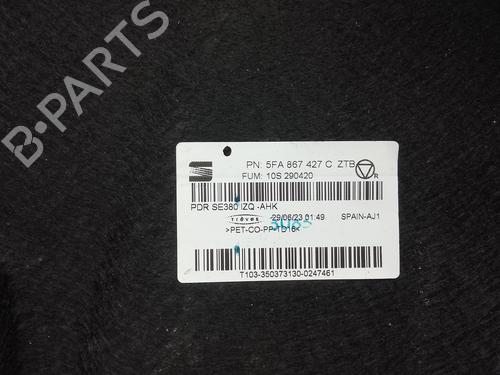 B-PARTS
PN: 5FA 867 427 C ZTB
R
FUM: 10S 290420
PDR SE380 IZQ -AHK
Treves 29/06/23 01:49 SPAIN-AJ1
>PET-CO-PP-TD16<
T103-350373130-0247461